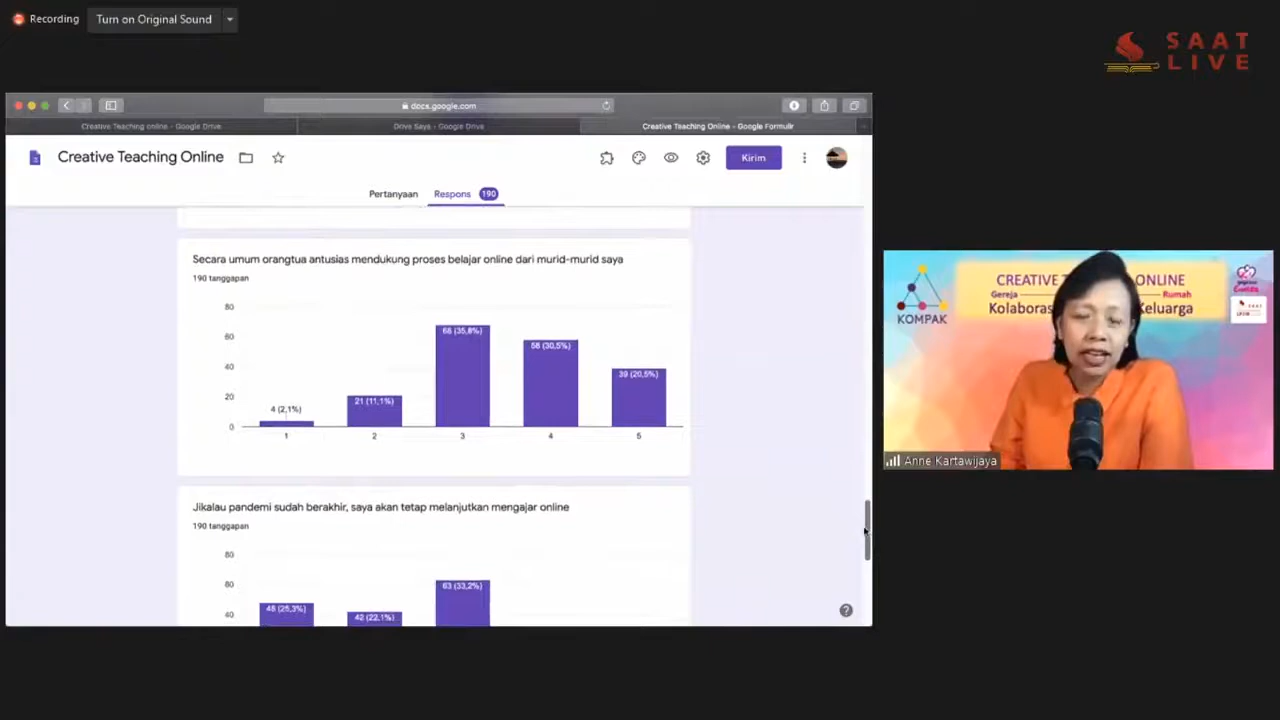 Recording
Turn on Original Sound
SAAT
LIVE
docs.google.com
Creative Teaching online - Google Drive
Drive Saya - Google Drive
Creative Teaching Online - Google Formulir
Creative Teaching Online
Kirim
Pertanyaan
Respons
190
Secara umum orangtua antusias mendukung proses belajar online dari murid-murid saya
190 tanggapan
80
60
40
20
0
4 (2,1%)
21 (11,1%)
68 (35,8%)
58 (30,5%)
39 (20,5%)
1
2
3
4
5
Jikalau pandemi sudah berakhir, saya akan tetap melanjutkan mengajar online
190 tanggapan
80
60
40
48 (25,3%)
42 (22,1%)
63 (33,2%)
KOMPAK
CREATIVE
ONLINE
Gereja
Rumah
Keluarga
Anne Kartawijaya